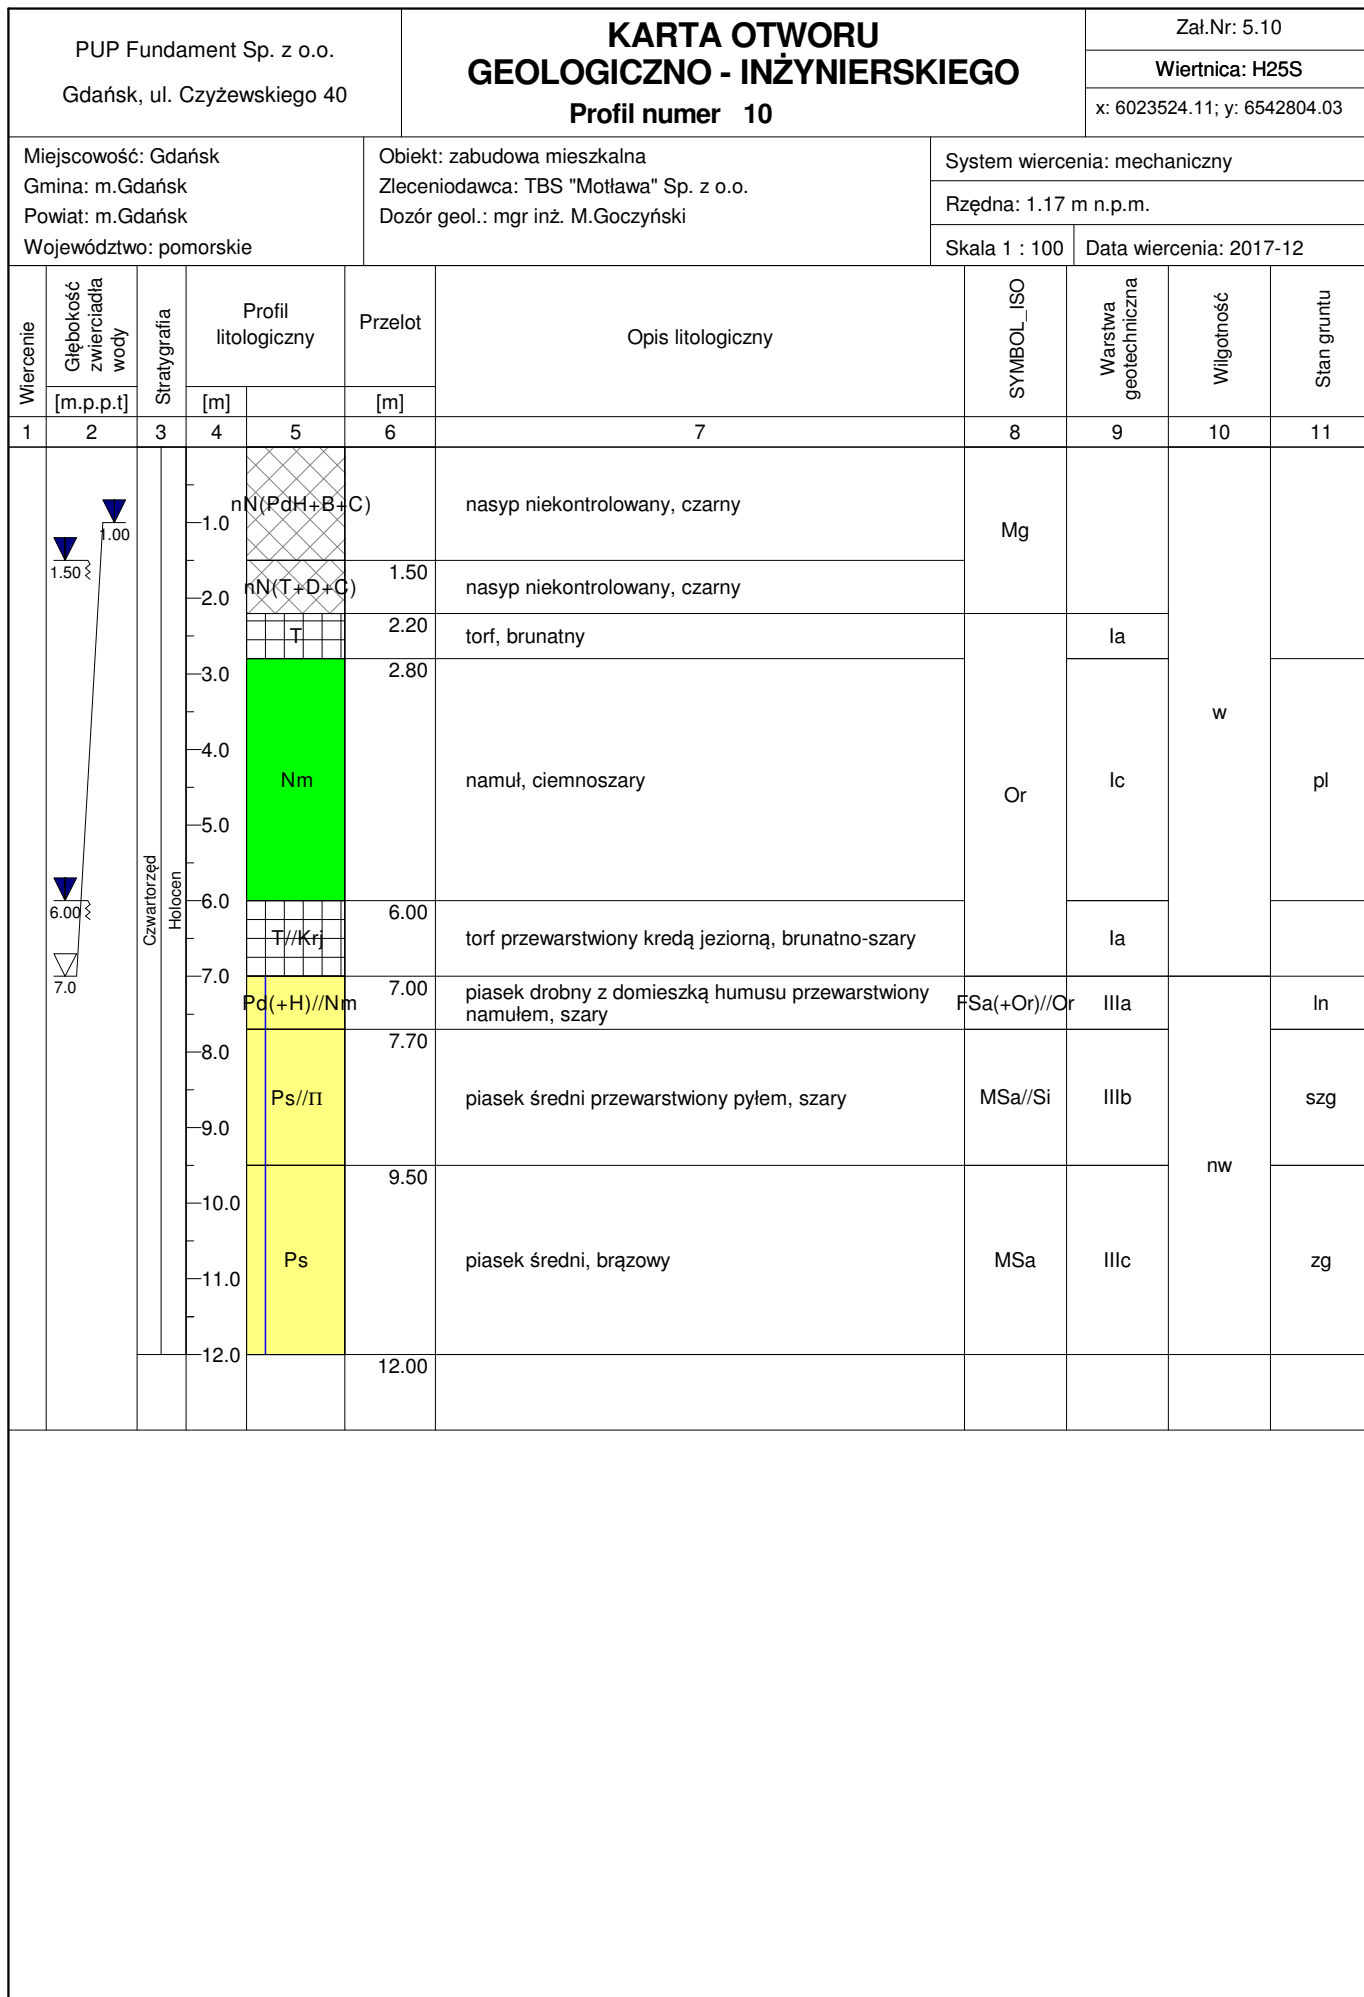 PUP Fundament Sp. z o.o.
Gdańsk, ul. Czyżewskiego 40
KARTA OTWORU
GEOLOGICZNO - INŻYNIERSKIEGO
Profil numer 10
Zał.Nr: 5.10
Wiertnica: H25S
x: 6023524.11; y: 6542804.03
Miejscowość: Gdańsk
Gmina: m.Gdańsk
Powiat: m.Gdańsk
Województwo: pomorskie
Obiekt: zabudowa mieszkalna
Zleceniodawca: TBS "Motława" Sp. z o.o.
Dozór geol.: mgr inż. M.Goczyński
System wiercenia: mechaniczny
Rzędna: 1.17 m n.p.m.
Skala 1 : 100
Data wiercenia: 2017-12
Wiercenie
Głębokość
zwierciadła
wody
[m.p.p.t]
Stratygrafia
Profil
litologiczny
[m]
Przelot
[m]
Opis litologiczny
SYMBOL_ISO
Warstwa
geotechniczna
Wilgotność
Stan gruntu
1 2 3 4 5 6 7 8 9 10 11
1.00
1.50
6.00
7.0
Czwartorzęd
Holocen
1.0
2.0
3.0
4.0
5.0
6.0
7.0
8.0
9.0
10.0
11.0
12.0
nN(PdH+B+C)
nasyp niekontrolowany, czarny
Mg
1.50
nN(T+D+C)
nasyp niekontrolowany, czarny
2.20
T
torf, brunatny
Ia
2.80
Nm
namuł, ciemnoszary
Or
Ic
w
pl
6.00
T//Krj
torf przewarstwiony kredą jeziorną, brunatno-szary
Ia
7.00
Pd(+H)//Nm
piasek drobny z domieszką humusu przewarstwiony
namułem, szary
FSa(+Or)//Or
IIIa
ln
7.70
Ps//Π
piasek średni przewarstwiony pyłem, szary
MSa//Si
IIIb
szg
nw
9.50
Ps
piasek średni, brązowy
MSa
IIIc
zg
12.00